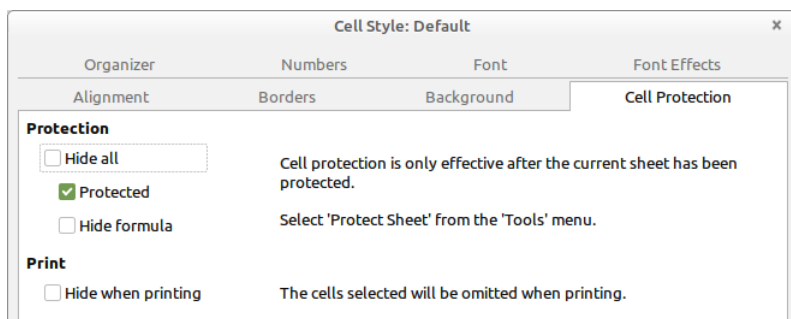 Cell Style: Default
Organizer Numbers Font Font Effects
Alignment Borders Background Cell Protection
Protection
Hide all
Cell protection is only effective after the current sheet has been
protected.
Protected
Select 'Protect Sheet' from the 'Tools' menu.
Hide formula
Print
Hide when printing
The cells selected will be omitted when printing.